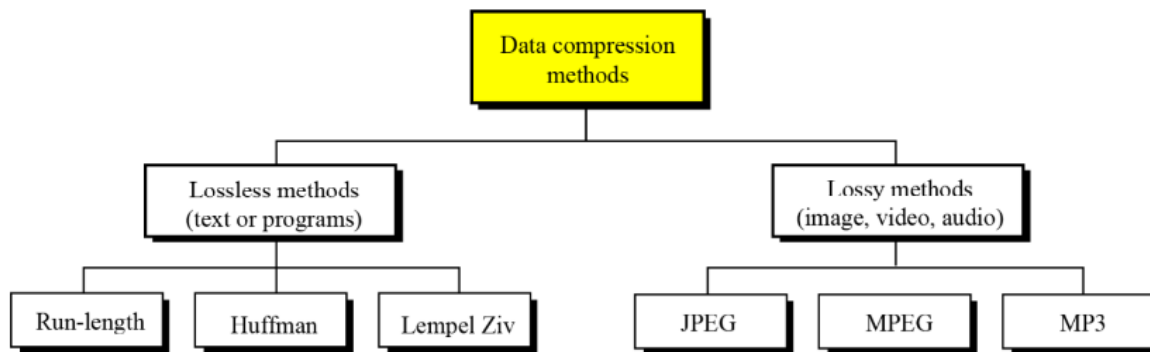 Data compression
methods
Lossless methods
(text or programs)
Lossy methods
(image, video, audio)
Run-length
Huffman
Lempel Ziv
JPEG
MPEG
MP3